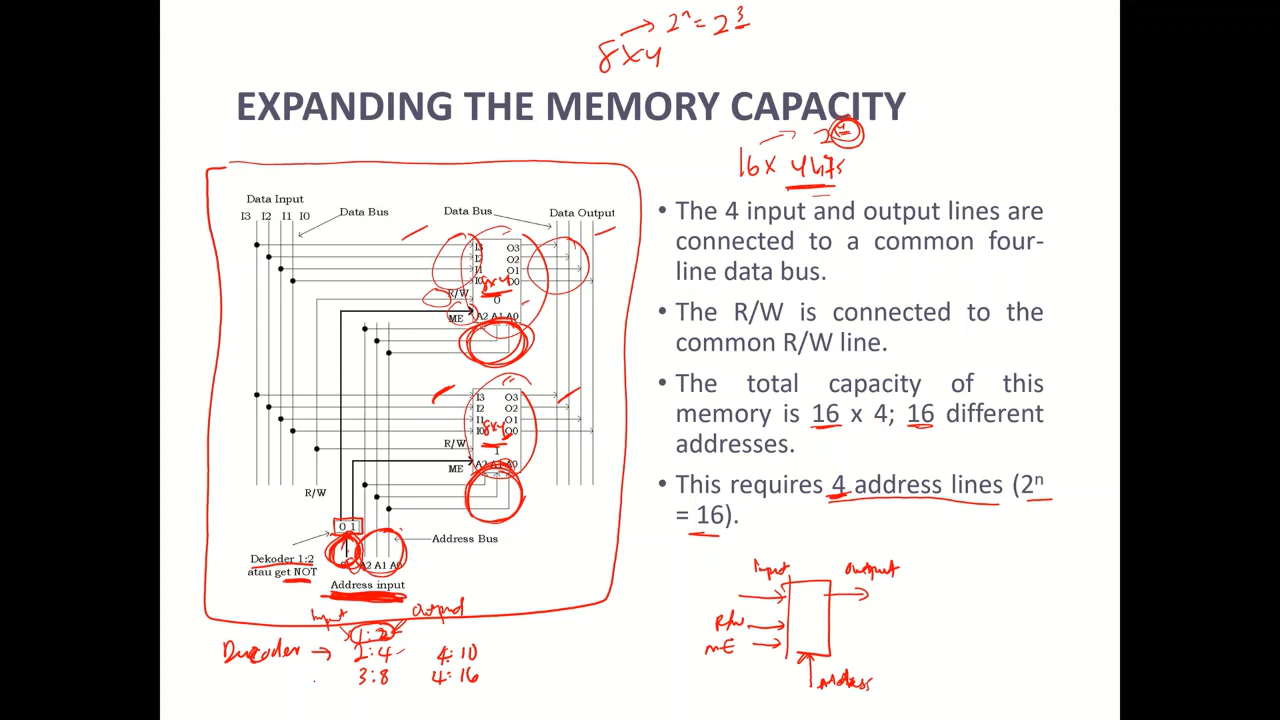 8x4 → 2ⁿ = 2³
EXPANDING THE MEMORY CAPACITY
16 x 4 bits → 2⁴
Data Input
I3 I2 I1 I0
Data Bus
Data Bus
Data Output
I3 O3
I2 O2
I1 O1
I0 O0
8x4
R/W
0
ME
A2 A1 A0
I3 O3
I2 O2
I1 O1
I0 O0
8x4
R/W
1
ME
A2 A1 A0
R/W
0 1
Address Bus
Dekoder 1:2
atau get NOT
A2 A1 A0
Address input
• The 4 input and output lines are
connected to a common four-
line data bus.
• The R/W is connected to the
common R/W line.
• The total capacity of this
memory is 16 x 4; 16 different
addresses.
• This requires 4 address lines (2ⁿ
= 16).
Input Output
1:2
Decoder → 2:4 4:10
3:8 4:16
Input Output
R/W
mE
Address